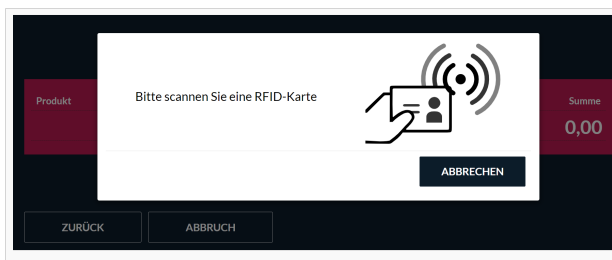 Bitte scannen Sie eine RFID-Karte
Produkt
Summe
0,00
ABBRECHEN
ZURÜCK
ABBRUCH